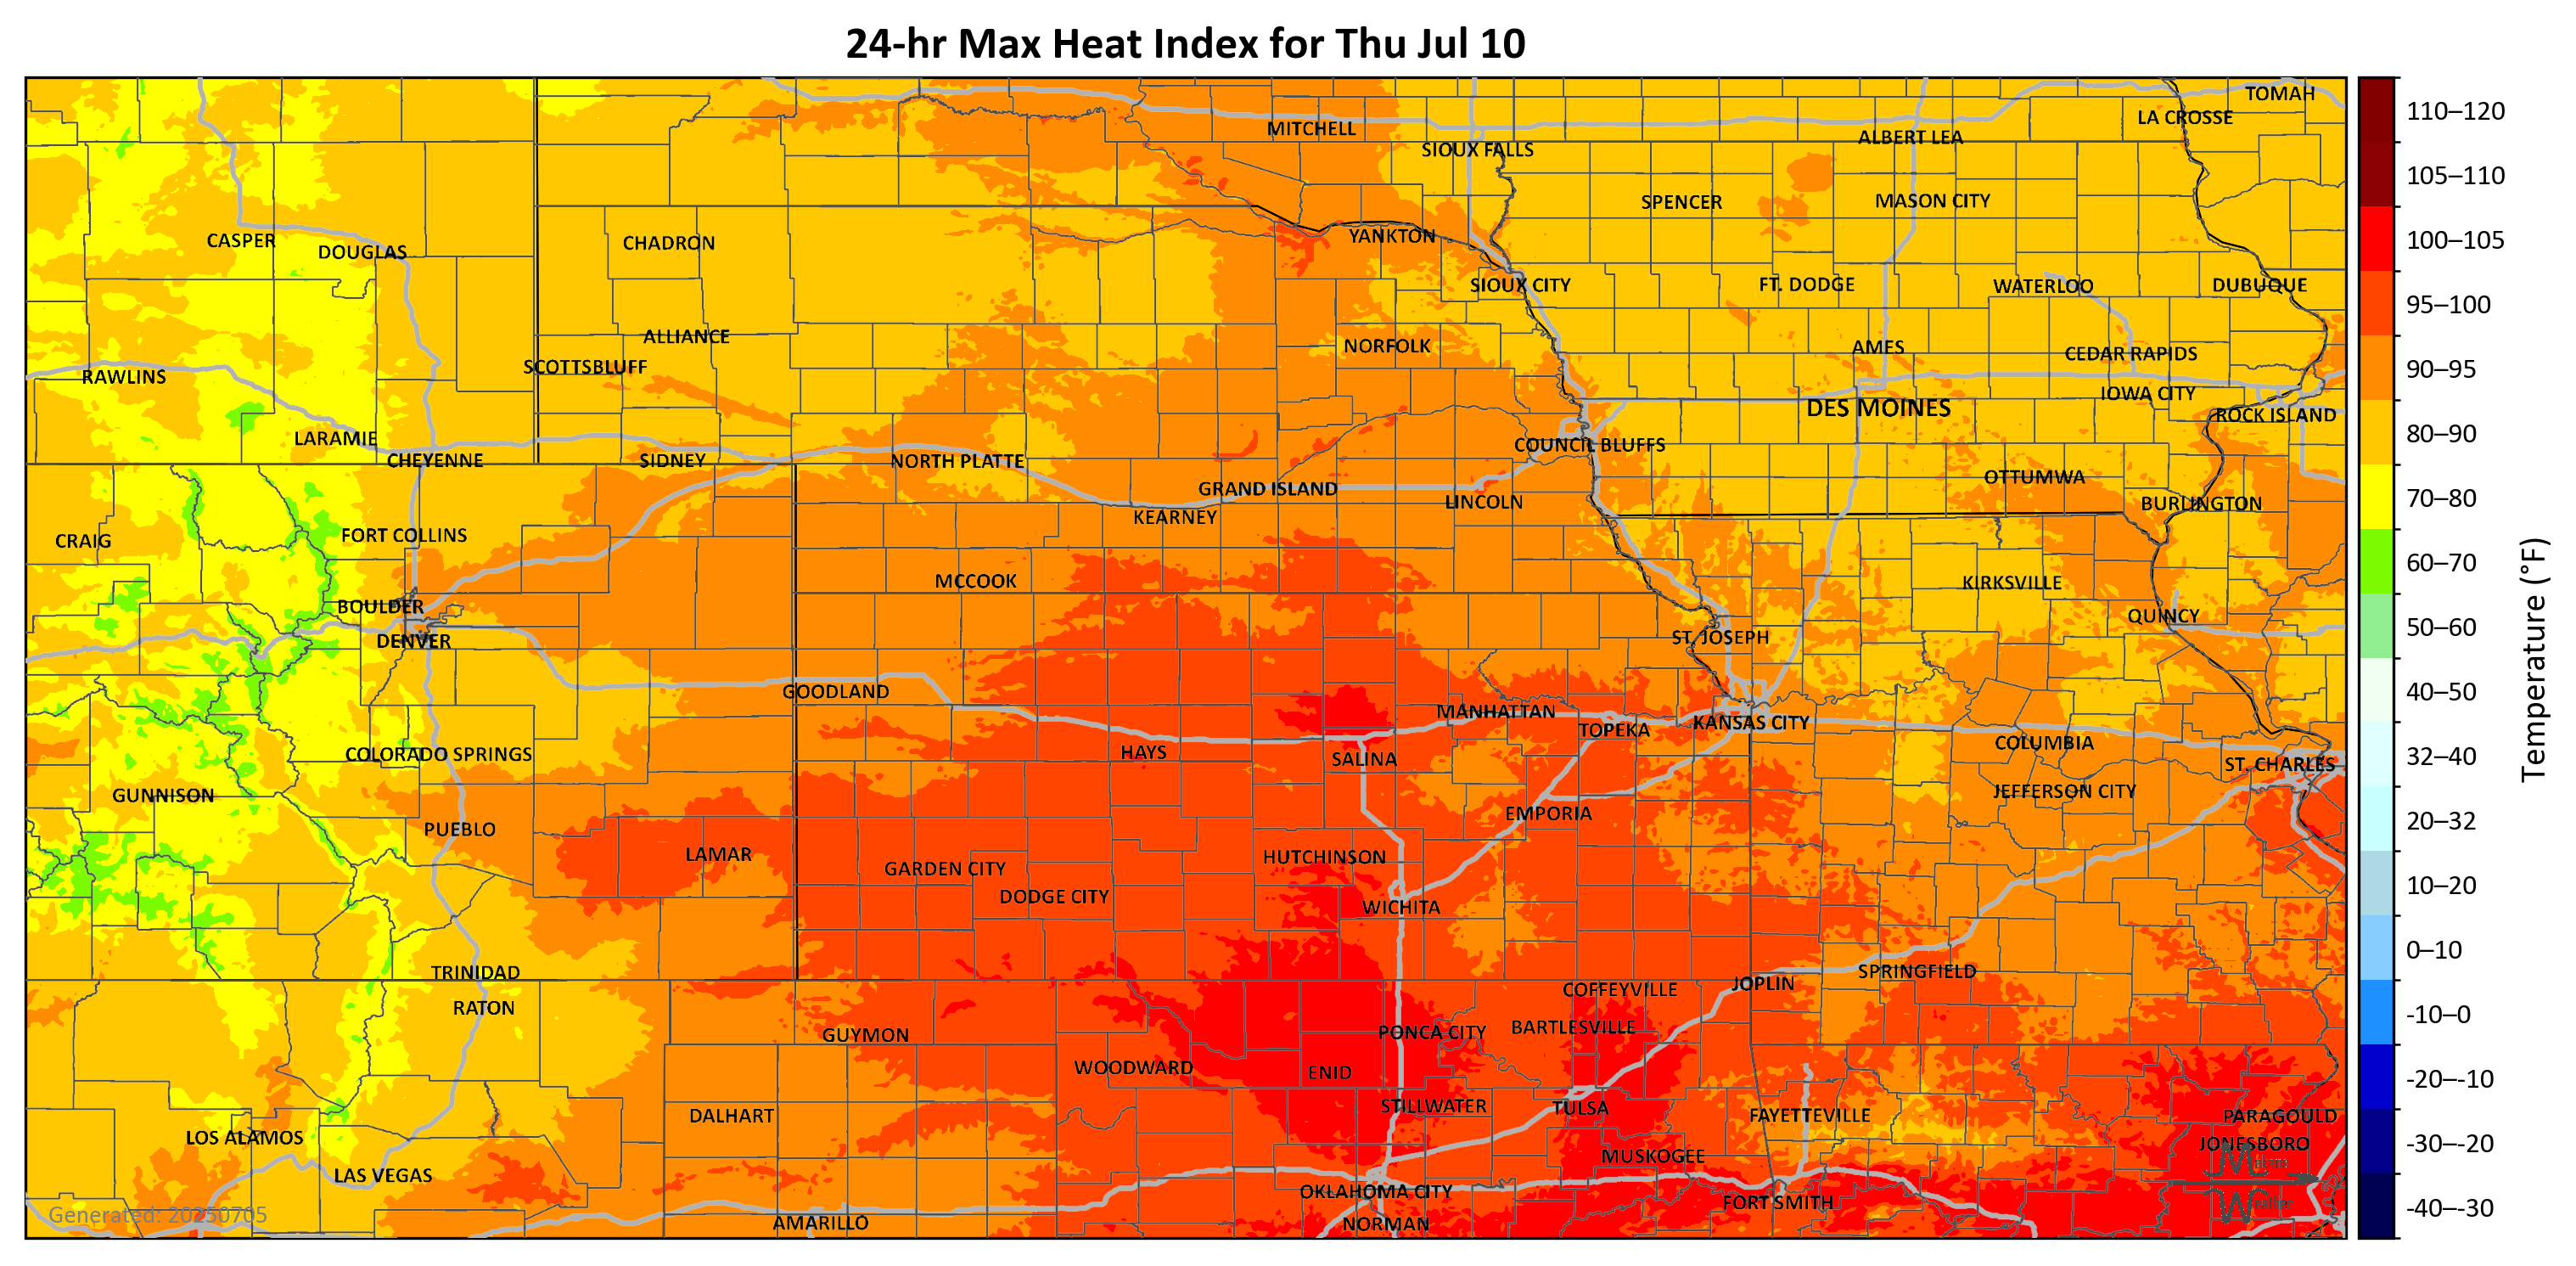 24-hr Max Heat Index for Thu Jul 10
TOMAH
LA CROSSE
MITCHELL
ALBERT LEA
SIOUX FALLS
SPENCER
MASON CITY
CASPER
DOUGLAS
CHADRON
YANKTON
SIOUX CITY
FT. DODGE
WATERLOO
DUBUQUE
ALLIANCE
NORFOLK
AMES
CEDAR RAPIDS
SCOTTSBLUFF
RAWLINS
IOWA CITY
DES MOINES
ROCK ISLAND
LARAMIE
COUNCIL BLUFFS
CHEYENNE
SIDNEY
NORTH PLATTE
OTTUMWA
GRAND ISLAND
LINCOLN
BURLINGTON
KEARNEY
FORT COLLINS
CRAIG
MCCOOK
KIRKSVILLE
BOULDER
QUINCY
DENVER
ST. JOSEPH
GOODLAND
MANHATTAN
KANSAS CITY
TOPEKA
COLUMBIA
COLORADO SPRINGS
HAYS
SALINA
ST. CHARLES
GUNNISON
JEFFERSON CITY
EMPORIA
PUEBLO
LAMAR
HUTCHINSON
GARDEN CITY
DODGE CITY
WICHITA
TRINIDAD
SPRINGFIELD
JOPLIN
COFFEYVILLE
RATON
GUYMON
PONCA CITY
BARTLESVILLE
WOODWARD
ENID
STILLWATER
TULSA
DALHART
FAYETTEVILLE
PARAGOULD
LOS ALAMOS
JONESBORO
MUSKOGEE
LAS VEGAS
OKLAHOMA CITY
FORT SMITH
AMARILLO
NORMAN
Generated: 20250705
110–120
105–110
100–105
95–100
90–95
80–90
70–80
60–70
50–60
40–50
32–40
20–32
10–20
0–10
-10–0
-20–-10
-30–-20
-40–-30
Temperature (°F)